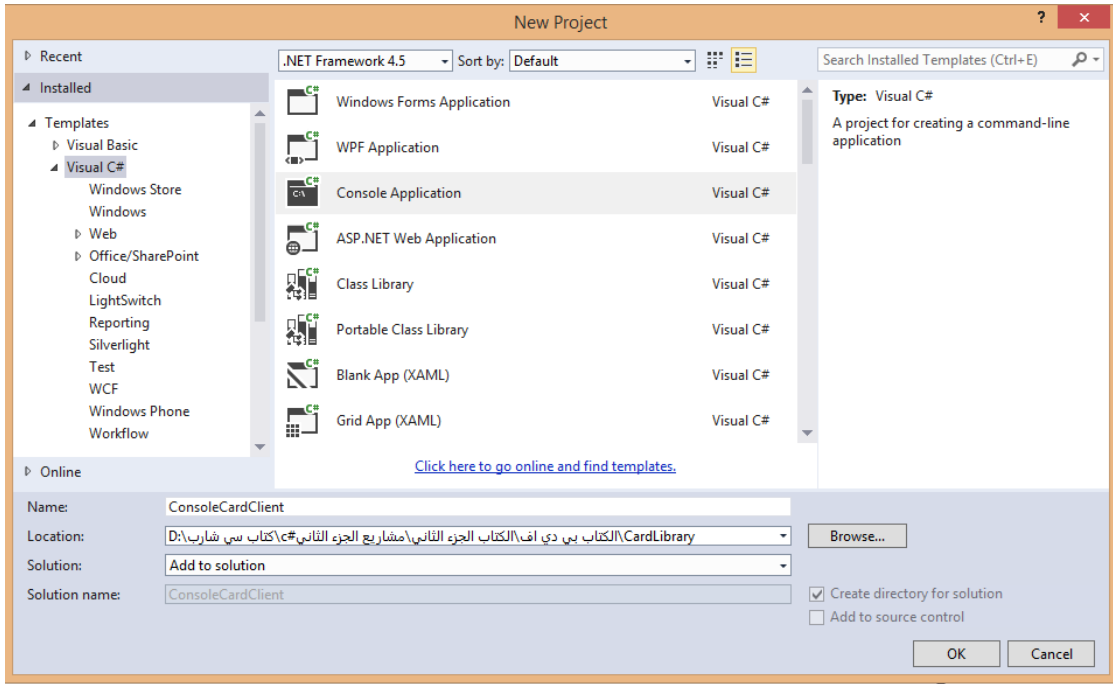 New Project
?
×
Recent
.NET Framework 4.5
Sort by: Default
Search Installed Templates (Ctrl+E)
Installed
Templates
Visual Basic
Visual C#
Windows Store
Windows
Web
Office/SharePoint
Cloud
LightSwitch
Reporting
Silverlight
Test
WCF
Windows Phone
Workflow
Online
C# Windows Forms Application Visual C#
C# WPF Application Visual C#
C# C:\ Console Application Visual C#
C# ASP.NET Web Application Visual C#
C# Class Library Visual C#
C# Portable Class Library Visual C#
C# Blank App (XAML) Visual C#
C# Grid App (XAML) Visual C#
Click here to go online and find templates.
Type: Visual C#
A project for creating a command-line
application
Name: ConsoleCardClient
Location: D:\كتاب سي شارب\c#الكتاب بي دي اف\الكتاب الجزء الثاني\مشاريع الجزء الثاني\CardLibrary
Browse...
Solution: Add to solution
Solution name: ConsoleCardClient
Create directory for solution
Add to source control
OK
Cancel